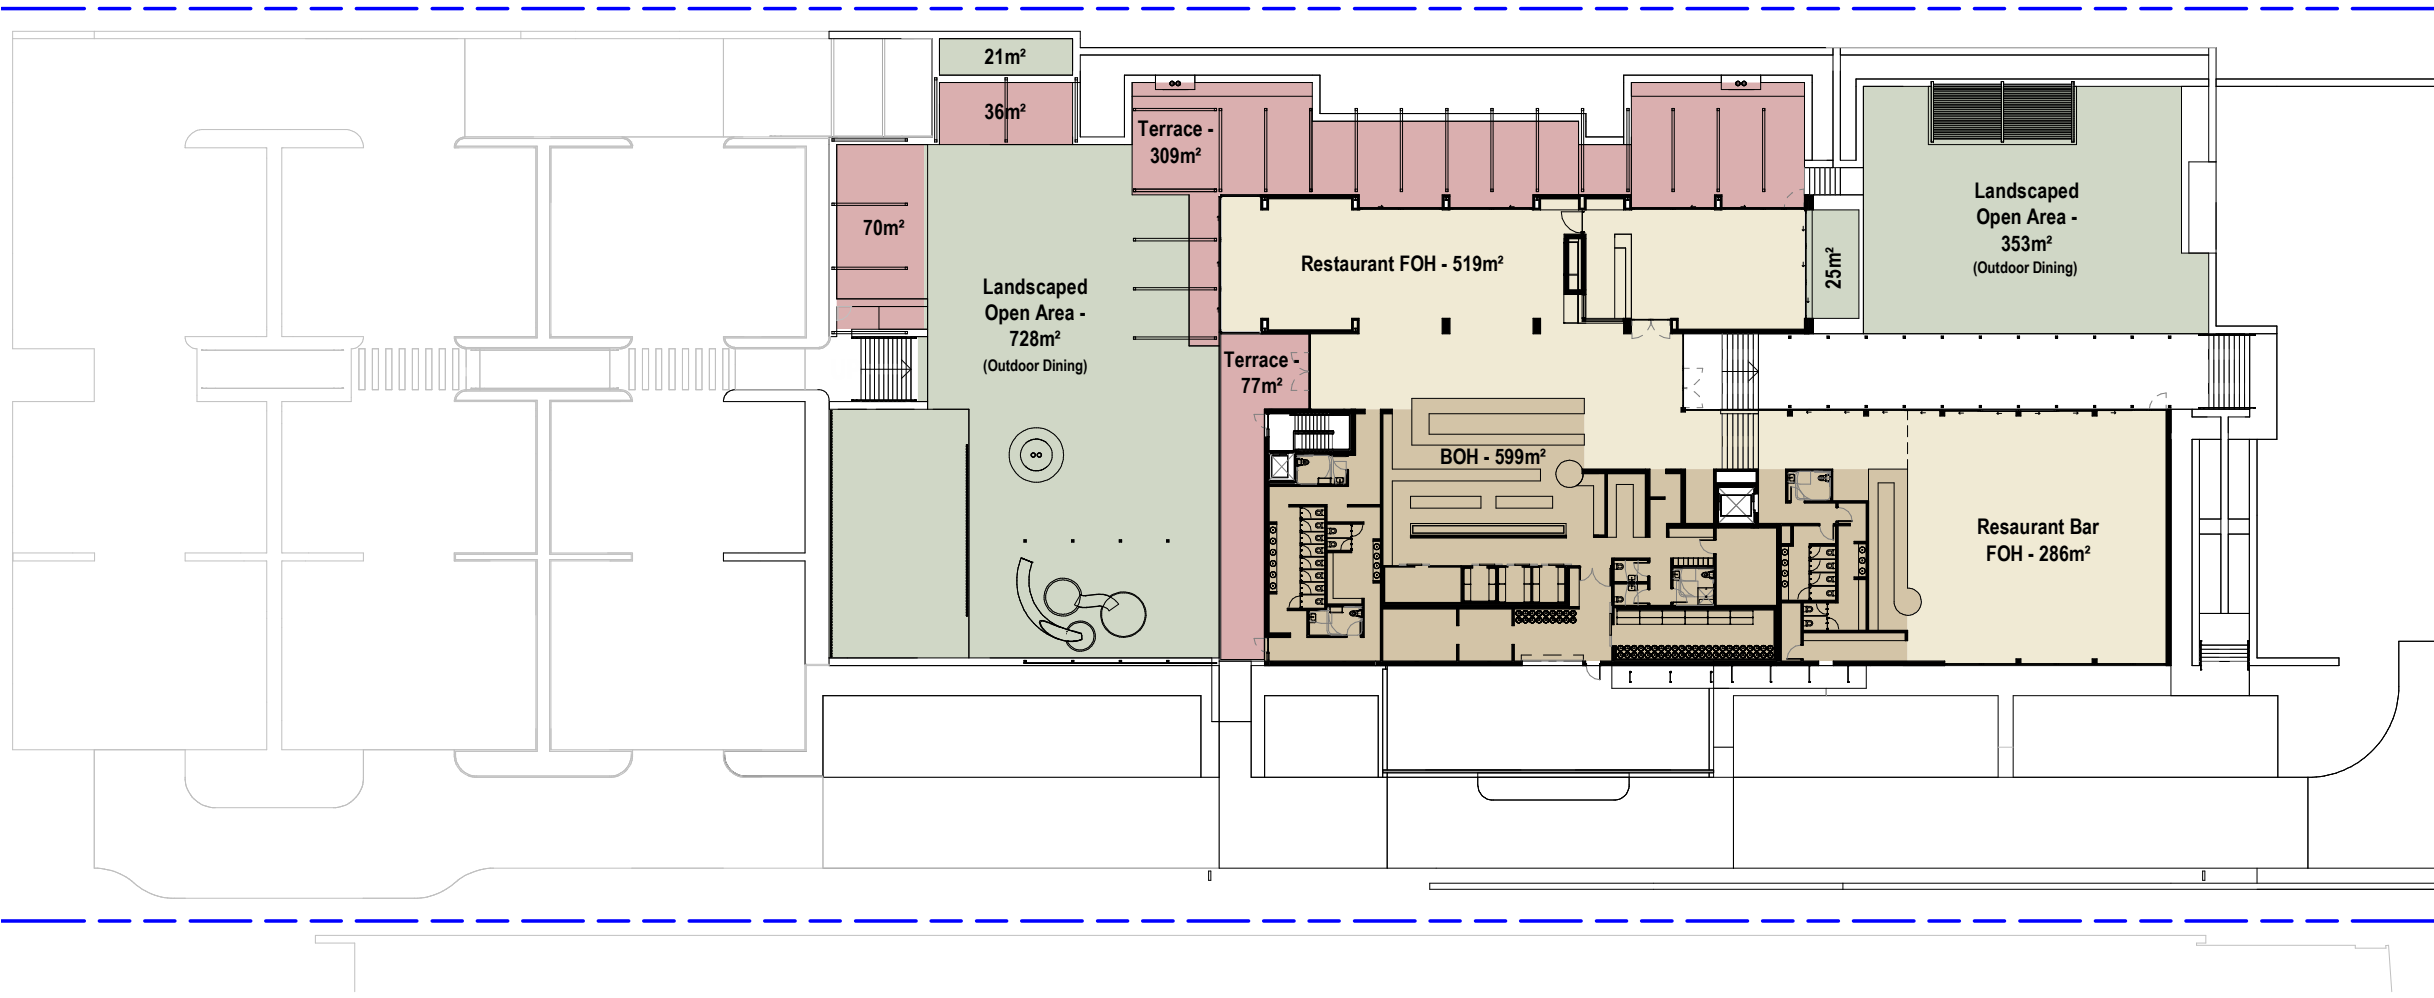 21m²
36m²
Terrace -
309m²
70m²
Landscaped
Open Area -
728m²
(Outdoor Dining)
Restaurant FOH - 519m²
25m²
Landscaped
Open Area -
353m²
(Outdoor Dining)
Terrace -
77m²
BOH - 599m²
Resaurant Bar
FOH - 286m²